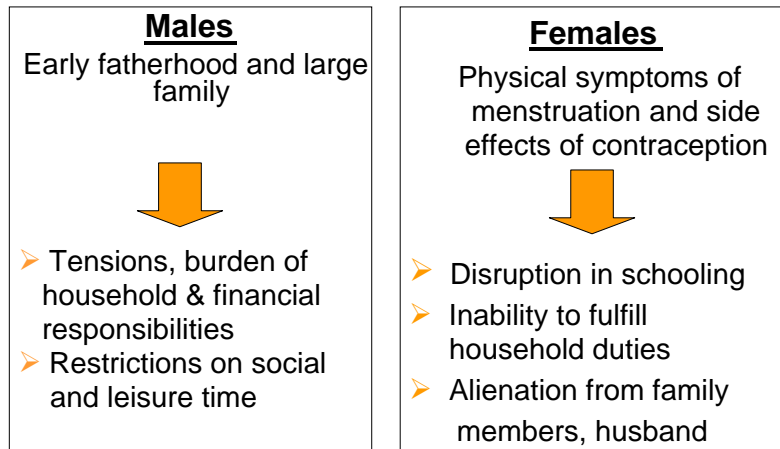 Males
Early fatherhood and large
family
➢ Tensions, burden of
household & financial
responsibilities
➢ Restrictions on social
and leisure time
Females
Physical symptoms of
menstruation and side
effects of contraception
➢ Disruption in schooling
➢ Inability to fulfill
household duties
➢ Alienation from family
members, husband